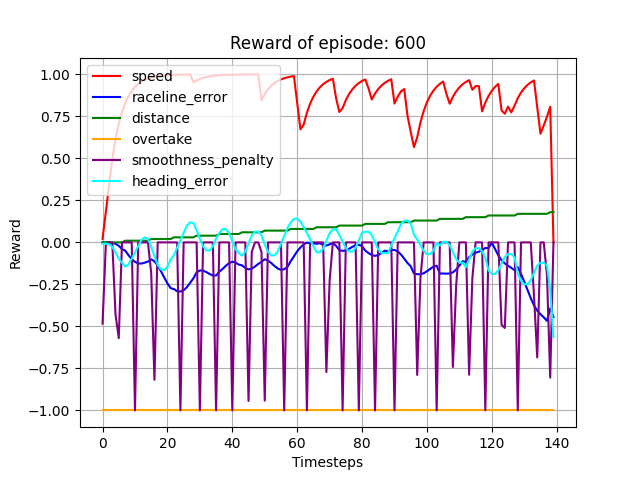 Reward of episode: 600
1.00
0.75
0.50
0.25
0.00
−0.25
−0.50
−0.75
−1.00
Reward
speed
raceline_error
distance
overtake
smoothness_penalty
heading_error
0 20 40 60 80 100 120 140
Timesteps